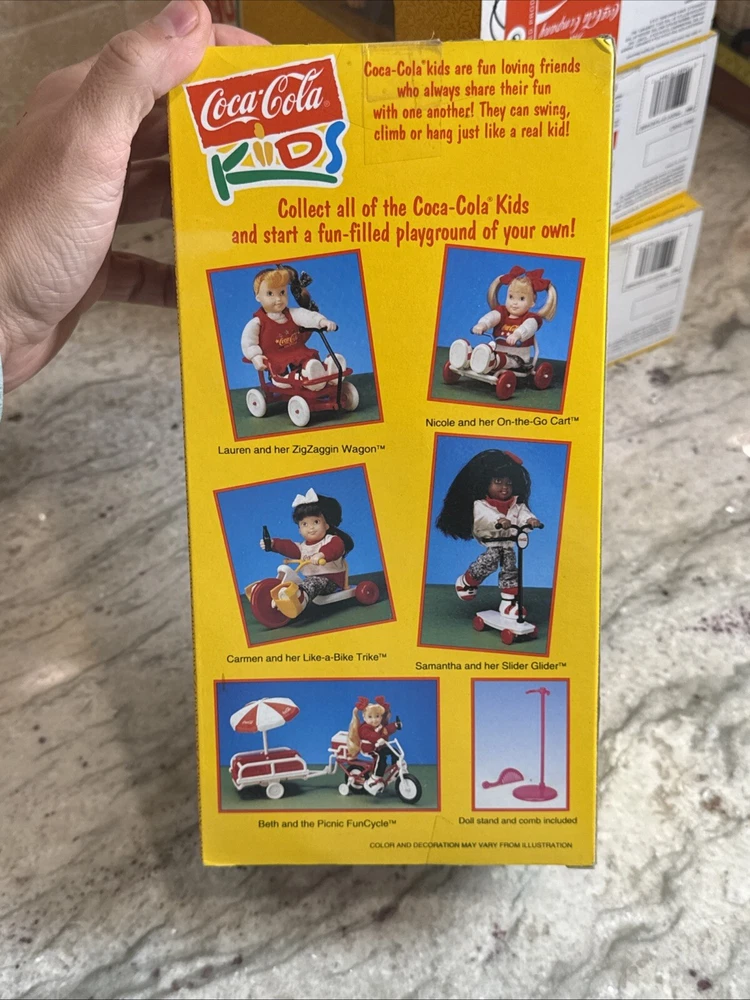 Coca-Cola®
KiDS
Coca-Cola® kids are fun loving friends
who always share their fun
with one another! They can swing,
climb or hang just like a real kid!
Collect all of the Coca-Cola® Kids
and start a fun-filled playground of your own!
Lauren and her ZigZaggin Wagon™
Nicole and her On-the-Go Cart™
Carmen and her Like-a-Bike Trike™
Samantha and her Slider Glider™
Beth and the Picnic FunCycle™
Doll stand and comb included
COLOR AND DECORATION MAY VARY FROM ILLUSTRATION